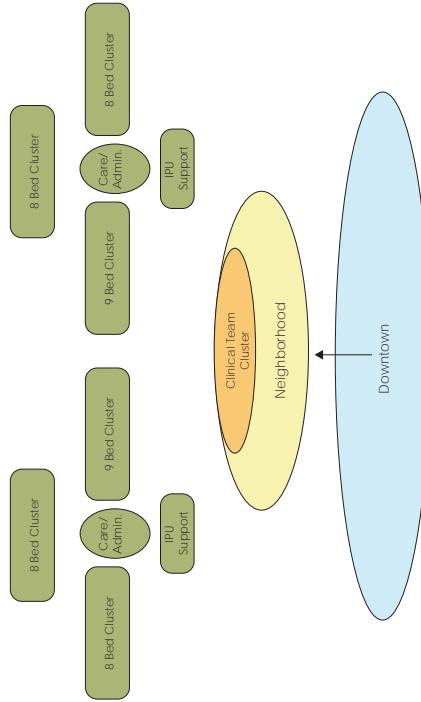 8 Bed Cluster
8 Bed Cluster
8 Bed Cluster
Care/
Admin.
9 Bed Cluster
9 Bed Cluster
Care/
Admin.
8 Bed Cluster
IPU
Support
IPU
Support
Clinical Team
Cluster
Neighborhood
Downtown